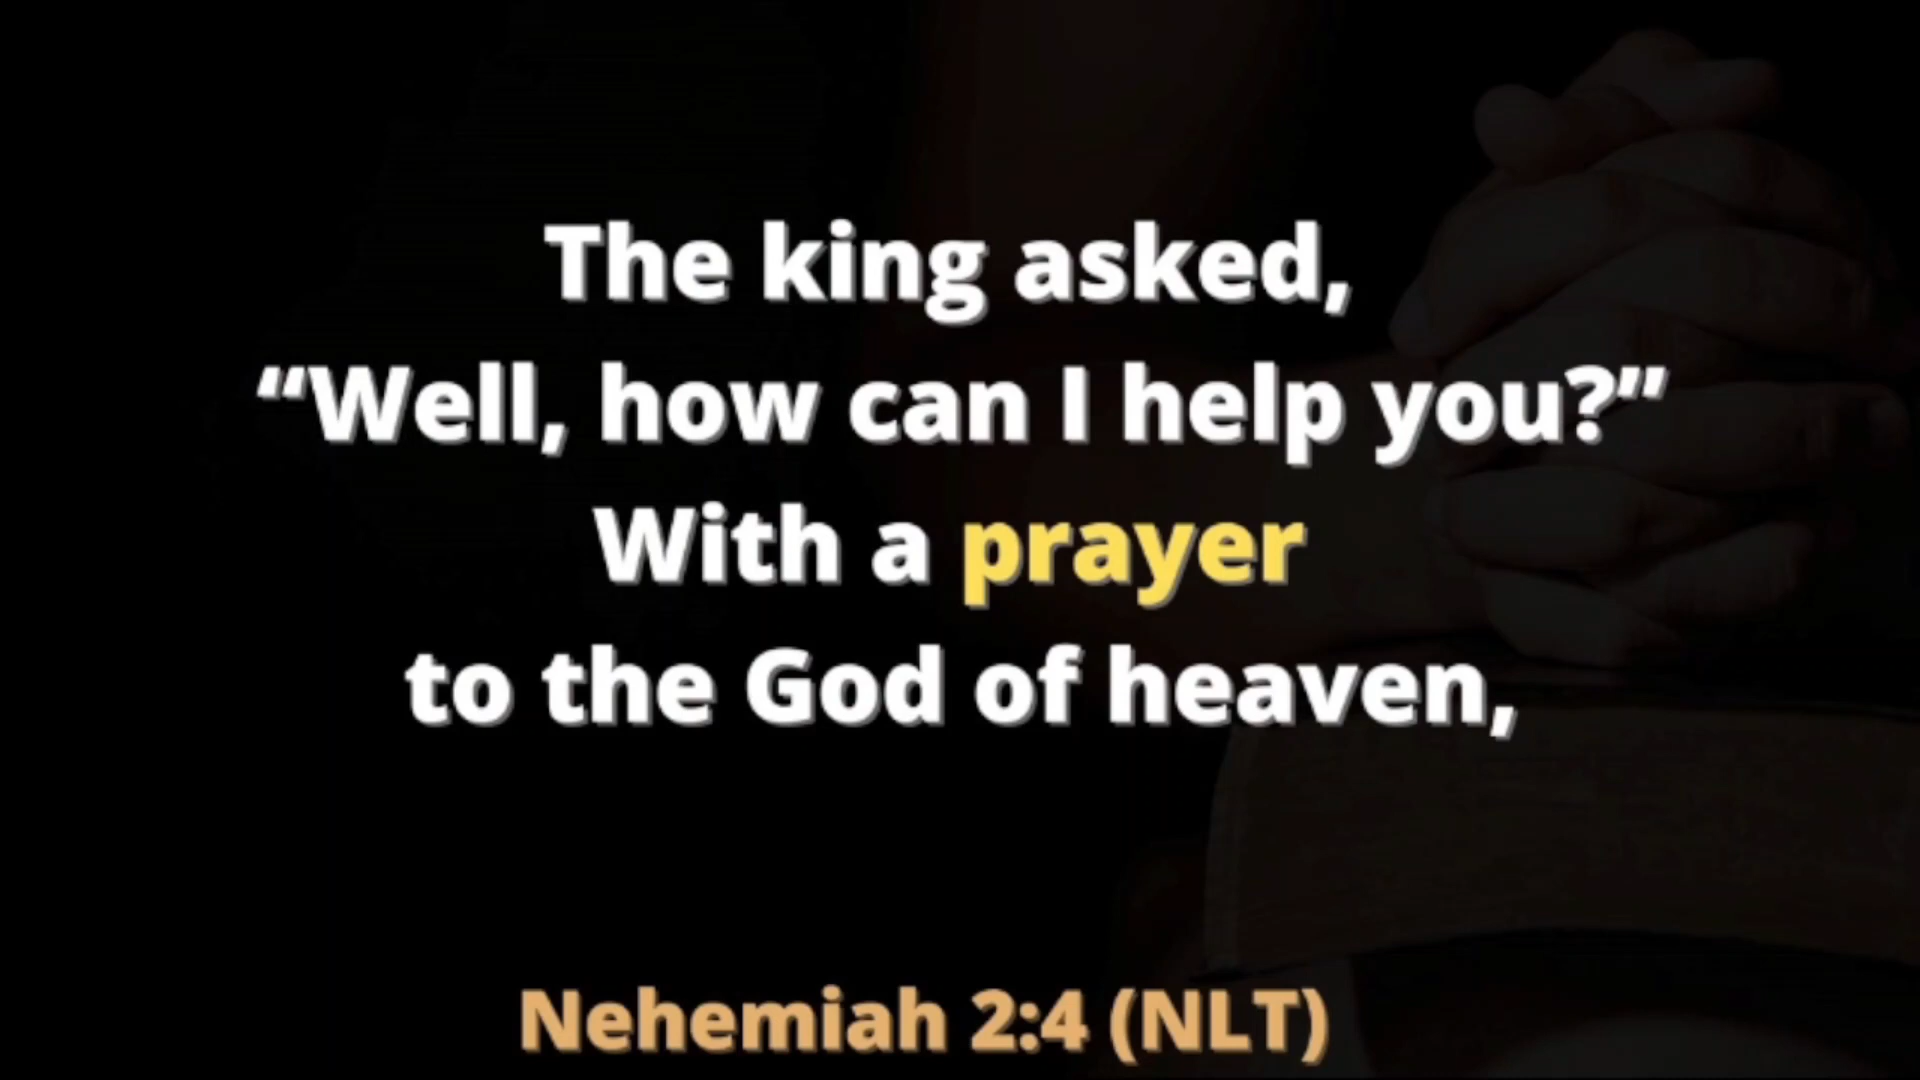 The king asked,
“Well, how can I help you?”
With a prayer
to the God of heaven,
Nehemiah 2:4 (NLT)